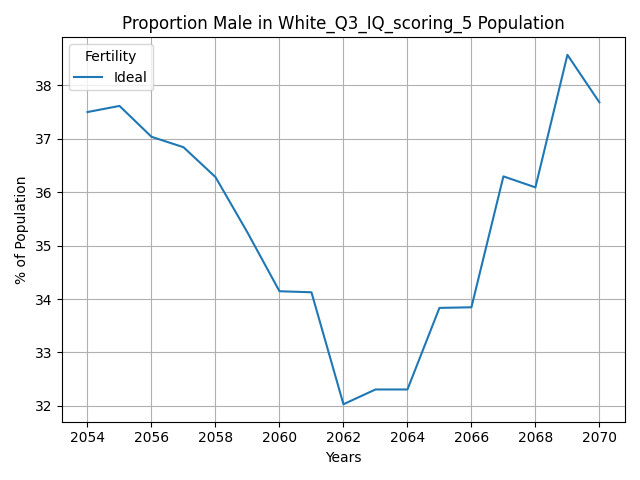 Proportion Male in White_Q3_IQ_scoring_5 Population
Fertility
Ideal
% of Population
38
37
36
35
34
33
32
2054 2056 2058 2060 2062 2064 2066 2068 2070
Years